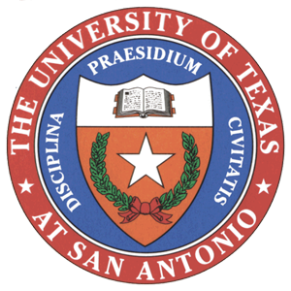 THE UNIVERSITY OF TEXAS
AT SAN ANTONIO
DISCIPLINA
PRAESIDIUM
CIVITATIS